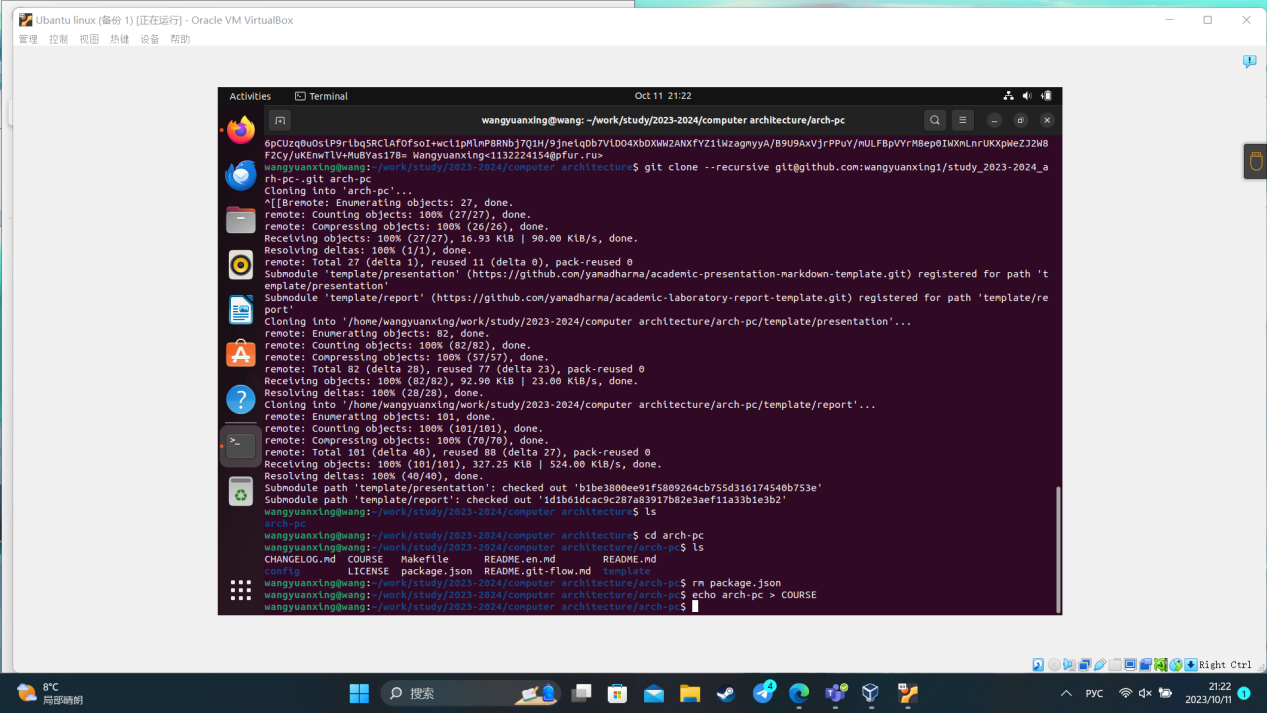 Ubantu linux (备份 1) [正在运行] - Oracle VM VirtualBox
管理 控制 视图 热键 设备 帮助
Activities Terminal Oct 11 21:22
wangyuanxing@wang: ~/work/study/2023-2024/computer architecture/arch-pc
6pCUzq0uOsiP9ribq5RClAfOfsoI+wci1pMlmP8RNbj7Q1H/9jneiqDb7ViDO4XbDXWW2ANXfYZ1iWzagmyyA/B9U9AxVjrPPuY/mULFBpVYrM8ep0IWXmLnrUKXpWeZJ2W8
F2Cy/uKEnwTlV+MuBYas178= Wangyuanxing<1132224154@pfur.ru>
wangyuanxing@wang:~/work/study/2023-2024/computer architecture$ git clone --recursive git@github.com:wangyuanxing1/study_2023-2024_a
rh-pc-.git arch-pc
Cloning into 'arch-pc'...
^[[Bremote: Enumerating objects: 27, done.
remote: Counting objects: 100% (27/27), done.
remote: Compressing objects: 100% (26/26), done.
Receiving objects: 100% (27/27), 16.93 KiB | 90.00 KiB/s, done.
Resolving deltas: 100% (1/1), done.
remote: Total 27 (delta 1), reused 11 (delta 0), pack-reused 0
Submodule 'template/presentation' (https://github.com/yamadharma/academic-presentation-markdown-template.git) registered for path 't
emplate/presentation'
Submodule 'template/report' (https://github.com/yamadharma/academic-laboratory-report-template.git) registered for path 'template/re
port'
Cloning into '/home/wangyuanxing/work/study/2023-2024/computer architecture/arch-pc/template/presentation'...
remote: Enumerating objects: 82, done.
remote: Counting objects: 100% (82/82), done.
remote: Compressing objects: 100% (57/57), done.
remote: Total 82 (delta 28), reused 77 (delta 23), pack-reused 0
Receiving objects: 100% (82/82), 92.90 KiB | 23.00 KiB/s, done.
Resolving deltas: 100% (28/28), done.
Cloning into '/home/wangyuanxing/work/study/2023-2024/computer architecture/arch-pc/template/report'...
remote: Enumerating objects: 101, done.
remote: Counting objects: 100% (101/101), done.
remote: Compressing objects: 100% (70/70), done.
remote: Total 101 (delta 40), reused 88 (delta 27), pack-reused 0
Receiving objects: 100% (101/101), 327.25 KiB | 524.00 KiB/s, done.
Resolving deltas: 100% (40/40), done.
Submodule path 'template/presentation': checked out 'b1be3800ee91f5809264cb755d316174540b753e'
Submodule path 'template/report': checked out '1d1b61dcac9c287a83917b82e3aef11a33b1e3b2'
wangyuanxing@wang:~/work/study/2023-2024/computer architecture$ ls
arch-pc
wangyuanxing@wang:~/work/study/2023-2024/computer architecture$ cd arch-pc
wangyuanxing@wang:~/work/study/2023-2024/computer architecture/arch-pc$ ls
CHANGELOG.md COURSE Makefile README.en.md README.md
config LICENSE package.json README.git-flow.md template
wangyuanxing@wang:~/work/study/2023-2024/computer architecture/arch-pc$ rm package.json
wangyuanxing@wang:~/work/study/2023-2024/computer architecture/arch-pc$ echo arch-pc > COURSE
wangyuanxing@wang:~/work/study/2023-2024/computer architecture/arch-pc$
Right Ctrl
8°C
局部晴朗
搜索
4
РУС
21:22
2023/10/11
1